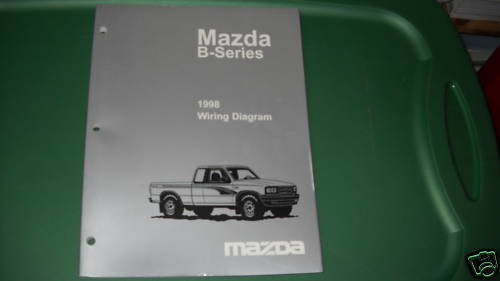 Mazda
B-Series
1998
Wiring Diagram
mazda